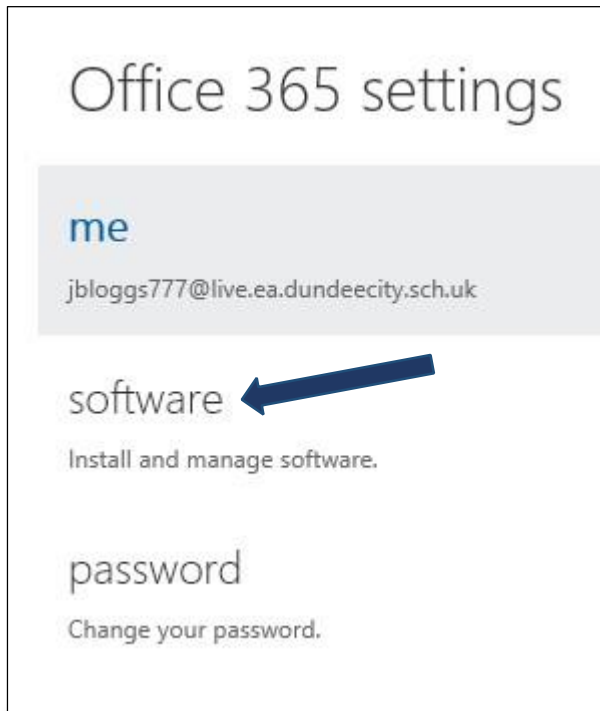 Office 365 settings
me
jbloggs777@live.ea.dundeecity.sch.uk
software
Install and manage software.
password
Change your password.